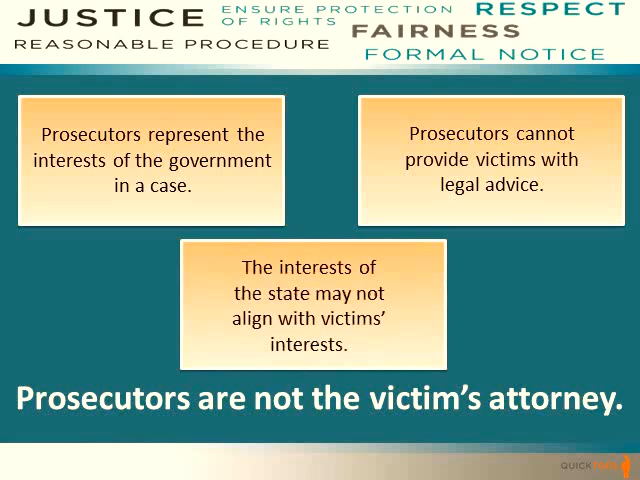 JUSTICE ENSURE PROTECTION OF RIGHTS RESPECT
REASONABLE PROCEDURE FAIRNESS
FORMAL NOTICE
Prosecutors represent the
interests of the government
in a case.
Prosecutors cannot
provide victims with
legal advice.
The interests of
the state may not
align with victims’
interests.
Prosecutors are not the victim’s attorney.
QUICK